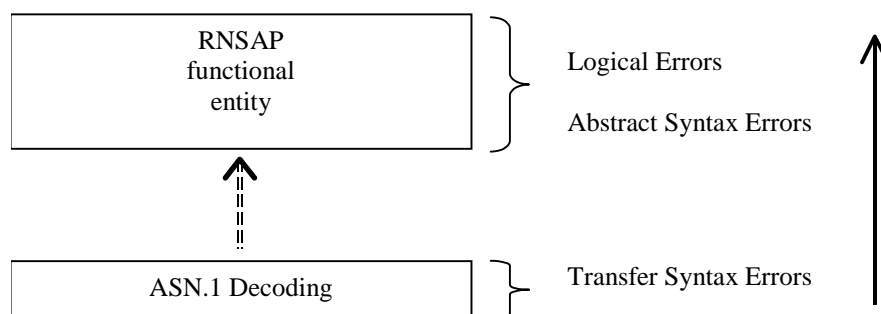 RNSAP
functional
entity
Logical Errors
Abstract Syntax Errors
ASN.1 Decoding
Transfer Syntax Errors